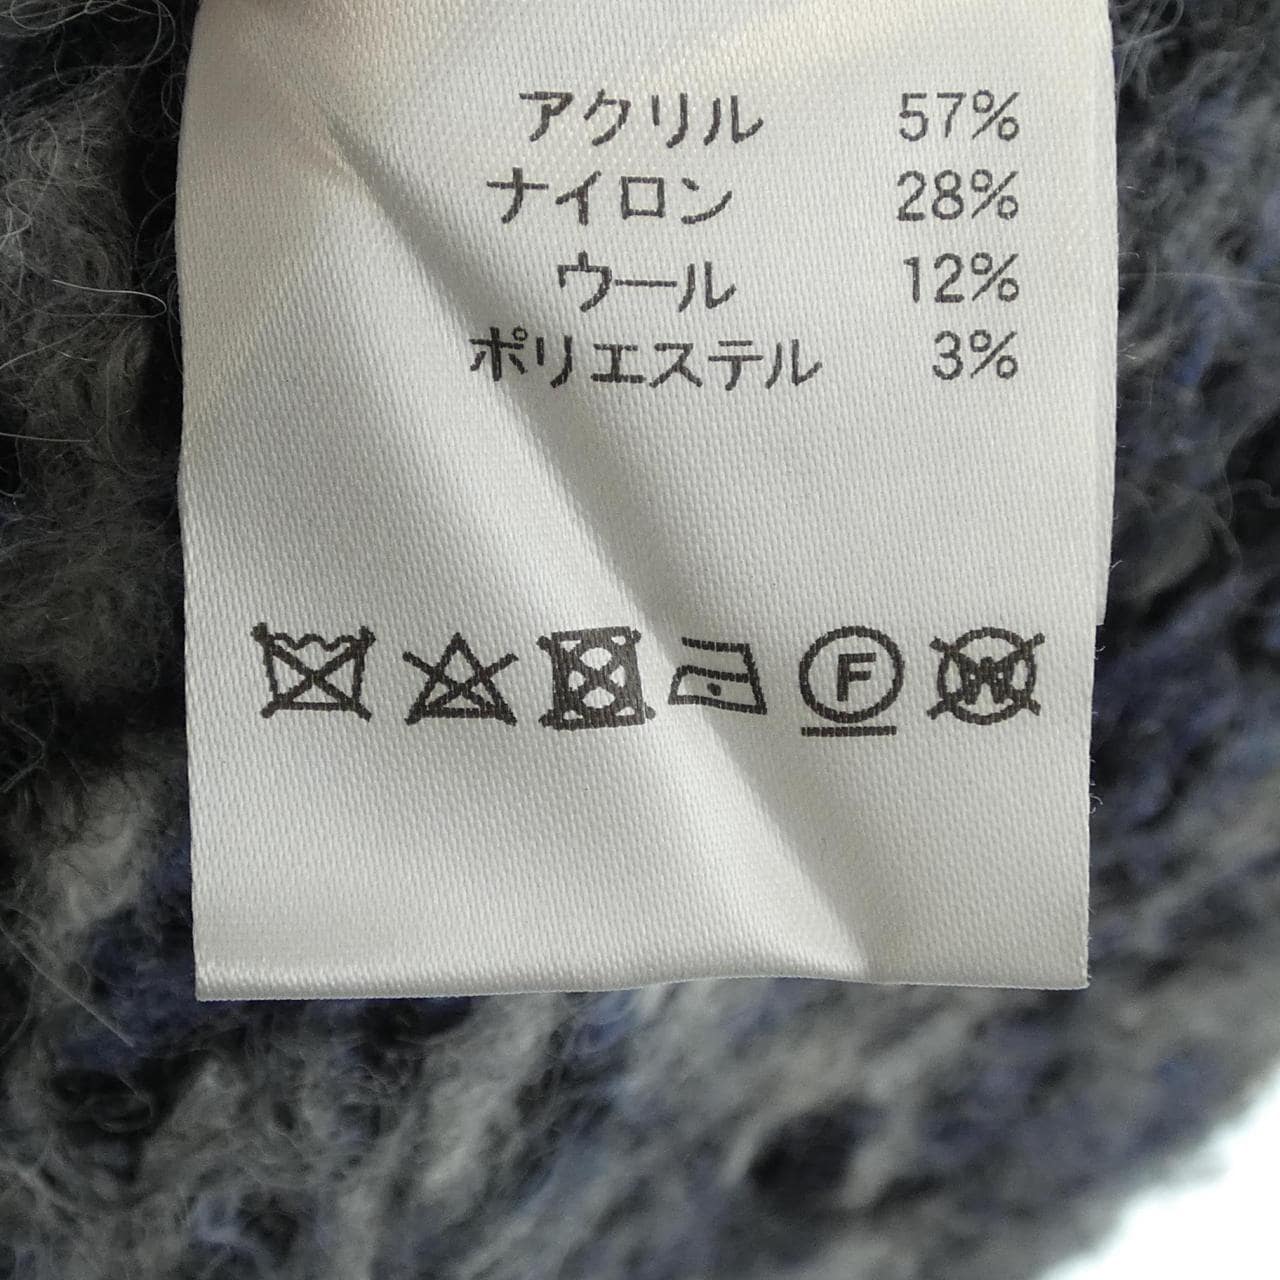 アクリル 57%
ナイロン 28%
ウール 12%
ポリエステル 3%
F W